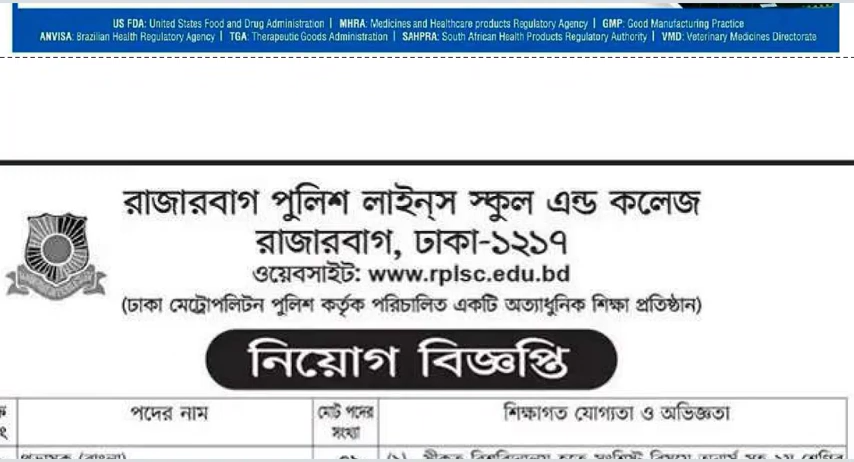 US FDA: United States Food and Drug Administration | MHRA: Medicines and Healthcare products Regulatory Agency | GMP: Good Manufacturing Practice
ANVISA: Brazilian Health Regulatory Agency | TGA: Therapeutic Goods Administration | SAHPRA: South African Health Products Regulatory Authority | VMD: Veterinary Medicines Directorate
রাজারবাগ পুলিশ লাইন্স স্কুল এন্ড কলেজ
রাজারবাগ, ঢাকা-১২১৭
ওয়েবসাইট: www.rplsc.edu.bd
(ঢাকা মেট্রোপলিটন পুলিশ কর্তৃক পরিচালিত একটি অত্যাধুনিক শিক্ষা প্রতিষ্ঠান)
নিয়োগ বিজ্ঞপ্তি
পদের নাম মোট পদের শিক্ষাগত যোগ্যতা ও অভিজ্ঞতা
সংখ্যা